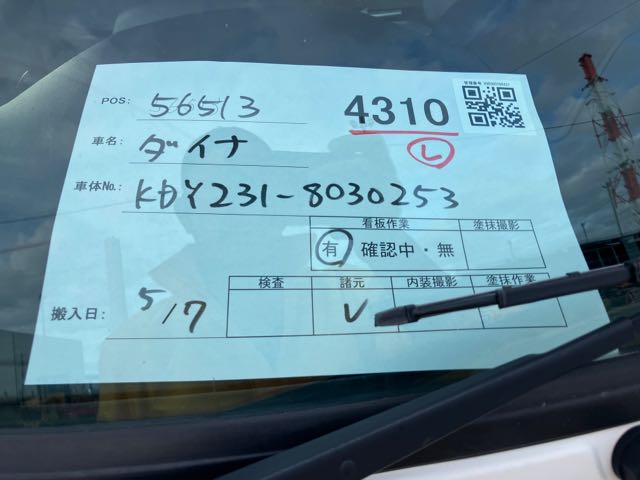 POS: 56513
4310
L
車名: ダイナ
車体No.: KDY231-8030253
看板作業 塗抹撮影
有 確認中・無
検査 諸元 内装撮影 塗抹作業
搬入日: 5/17 V